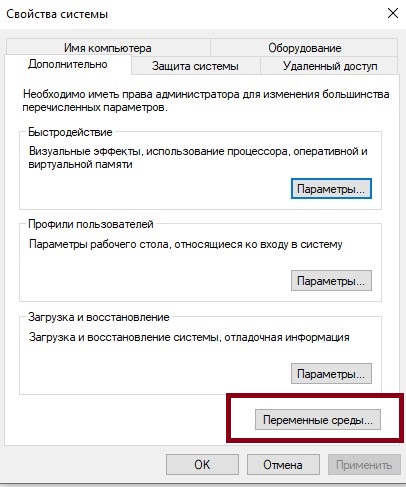 Свойства системы
Имя компьютера
Оборудование
Дополнительно
Защита системы
Удаленный доступ
Необходимо иметь права администратора для изменения большинства
перечисленных параметров.
Быстродействие
Визуальные эффекты, использование процессора, оперативной и
виртуальной памяти
Параметры...
Профили пользователей
Параметры рабочего стола, относящиеся ко входу в систему
Параметры...
Загрузка и восстановление
Загрузка и восстановление системы, отладочная информация
Параметры...
Переменные среды...
ОК
Отмена
Применить